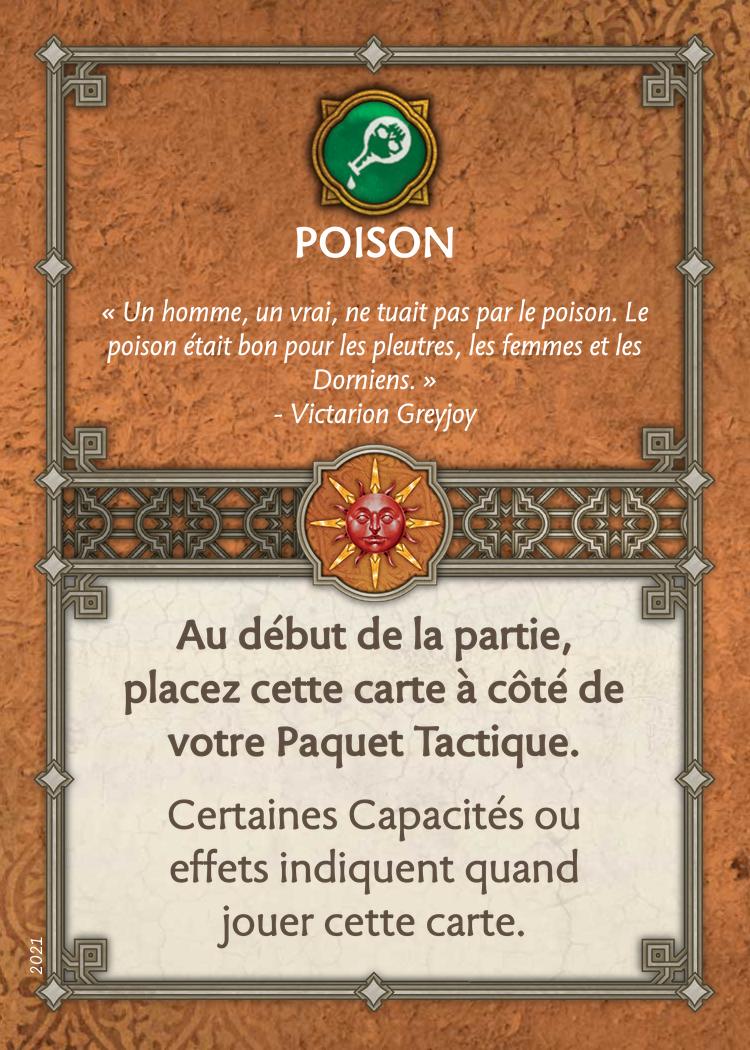 POISON
« Un homme, un vrai, ne tuait pas par le poison. Le
poison était bon pour les pleutres, les femmes et les
Dorniens. »
- Victarion Greyjoy
Au début de la partie,
placez cette carte à côté de
votre Paquet Tactique.
Certaines Capacités ou
effets indiquent quand
jouer cette carte.
2021